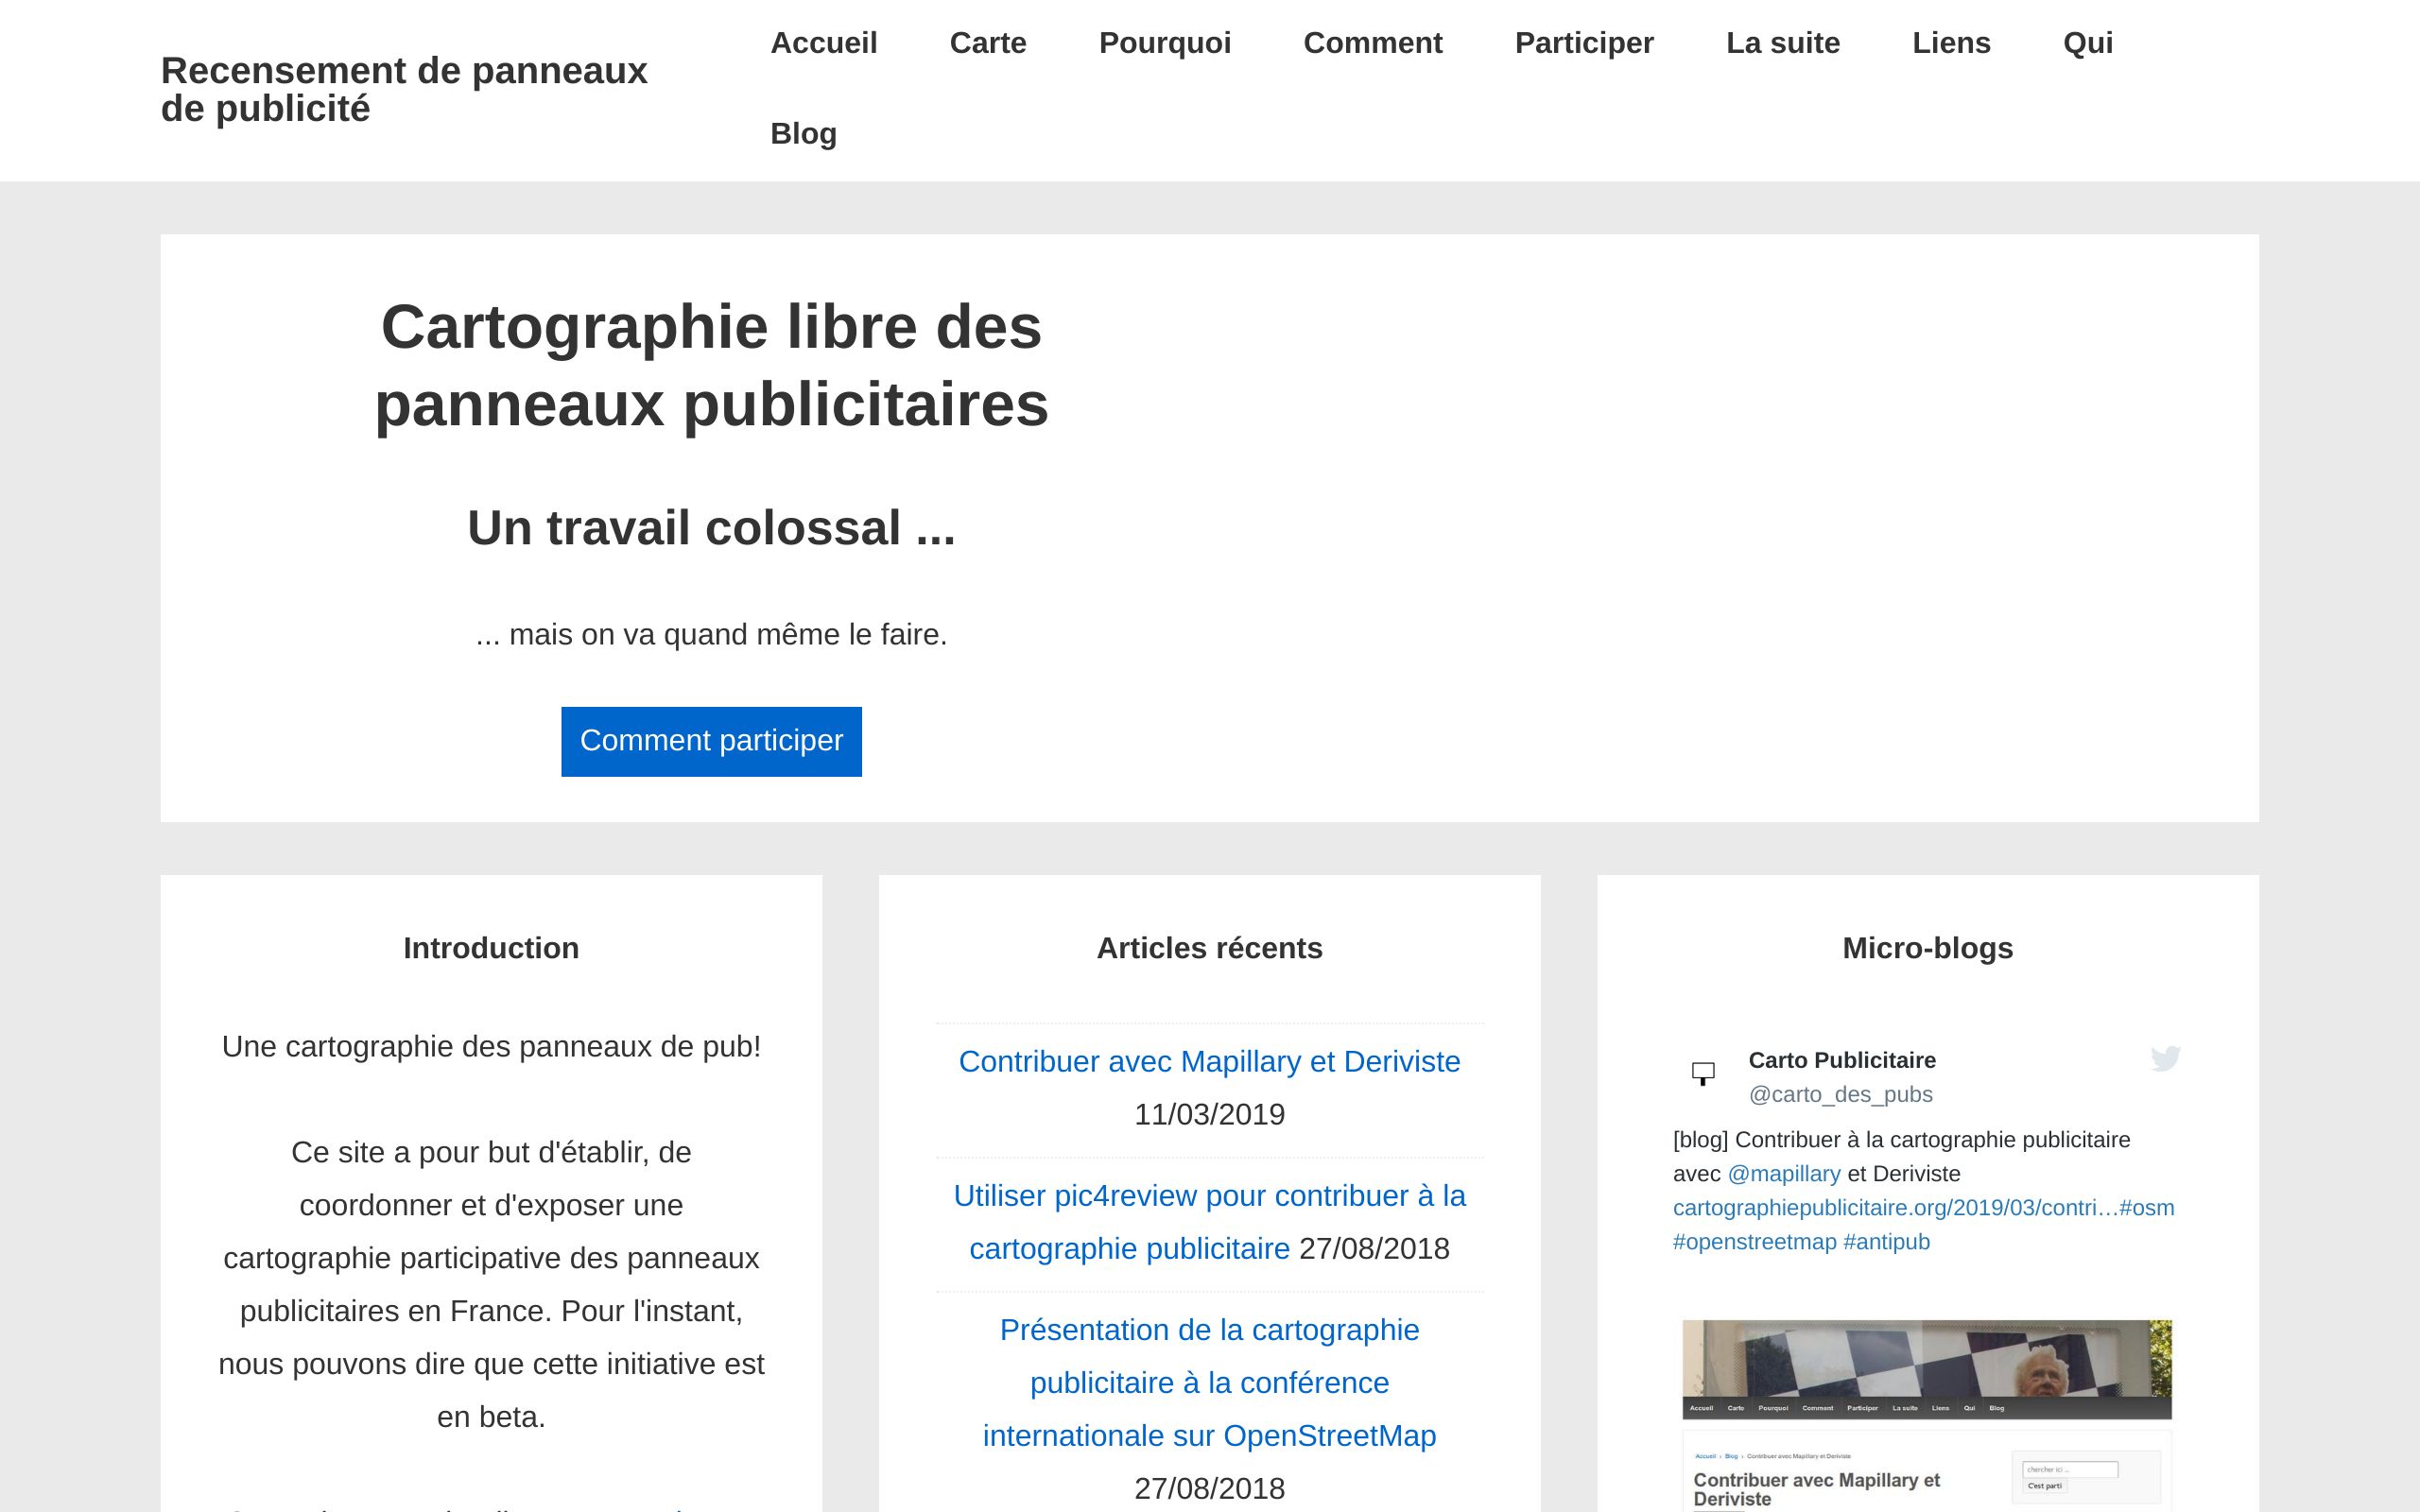 Recensement de panneaux
de publicité
Accueil Carte Pourquoi Comment Participer La suite Liens Qui
Blog
Cartographie libre des
panneaux publicitaires
Un travail colossal ...
... mais on va quand même le faire.
Comment participer
Introduction
Une cartographie des panneaux de pub!
Ce site a pour but d'établir, de
coordonner et d'exposer une
cartographie participative des panneaux
publicitaires en France. Pour l'instant,
nous pouvons dire que cette initiative est
en beta.
Articles récents
Contribuer avec Mapillary et Deriviste
11/03/2019
Utiliser pic4review pour contribuer à la
cartographie publicitaire 27/08/2018
Présentation de la cartographie
publicitaire à la conférence
internationale sur OpenStreetMap
27/08/2018
Micro-blogs
Carto Publicitaire
@carto_des_pubs
[blog] Contribuer à la cartographie publicitaire
avec @mapillary et Deriviste
cartographiepublicitaire.org/2019/03/contri…#osm
#openstreetmap #antipub
Accueil Carte Pourquoi Comment Participer La suite Liens Qui Blog
Accueil › Blog › Contribuer avec Mapillary et Deriviste
Contribuer avec Mapillary et
Deriviste
chercher ici ...
C'est parti